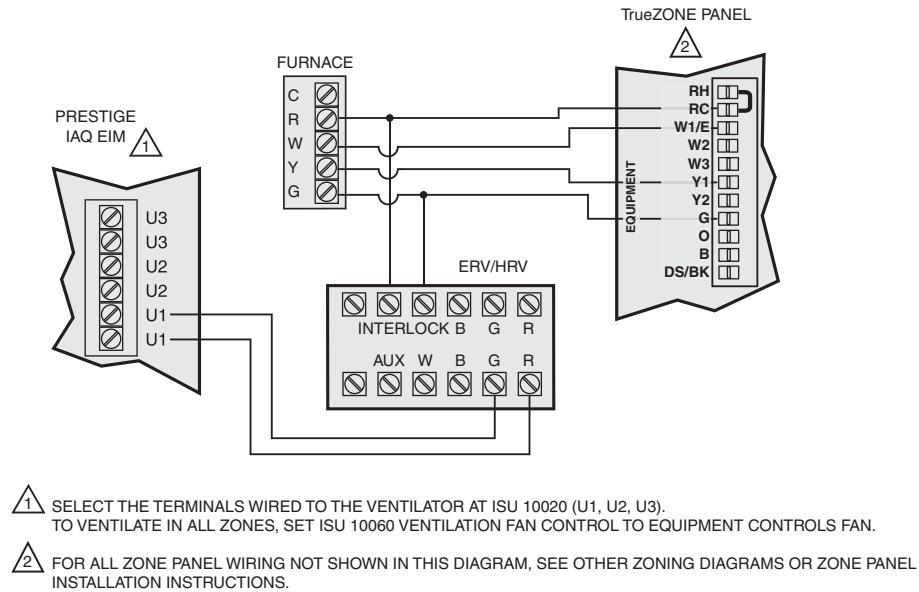 TrueZONE PANEL
2
FURNACE
C
R
W
Y
G
PRESTIGE
IAQ EIM
1
U3
U3
U2
U2
U1
U1
EQUIPMENT
RH
RC
W1/E
W2
W3
Y1
Y2
G
O
B
DS/BK
ERV/HRV
INTERLOCK B G R
AUX W B G R
1 SELECT THE TERMINALS WIRED TO THE VENTILATOR AT ISU 10020 (U1, U2, U3).
TO VENTILATE IN ALL ZONES, SET ISU 10060 VENTILATION FAN CONTROL TO EQUIPMENT CONTROLS FAN.
2 FOR ALL ZONE PANEL WIRING NOT SHOWN IN THIS DIAGRAM, SEE OTHER ZONING DIAGRAMS OR ZONE PANEL
INSTALLATION INSTRUCTIONS.